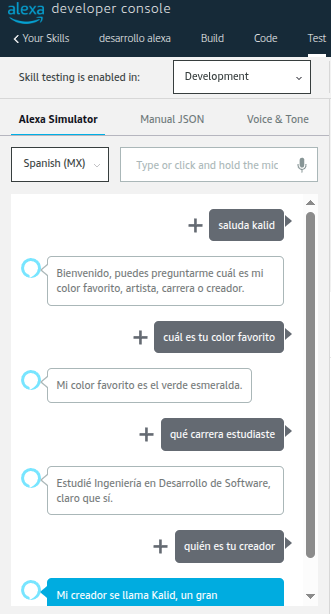 alexa developer console
Your Skills desarrollo alexa Build Code Test
Skill testing is enabled in: Development
Alexa Simulator Manual JSON Voice & Tone
Spanish (MX) Type or click and hold the mic
saluda kalid
Bienvenido, puedes preguntarme cuál es mi
color favorito, artista, carrera o creador.
cuál es tu color favorito
Mi color favorito es el verde esmeralda.
qué carrera estudiaste
Estudié Ingeniería en Desarrollo de Software,
claro que sí.
quién es tu creador
Mi creador se llama Kalid, un gran